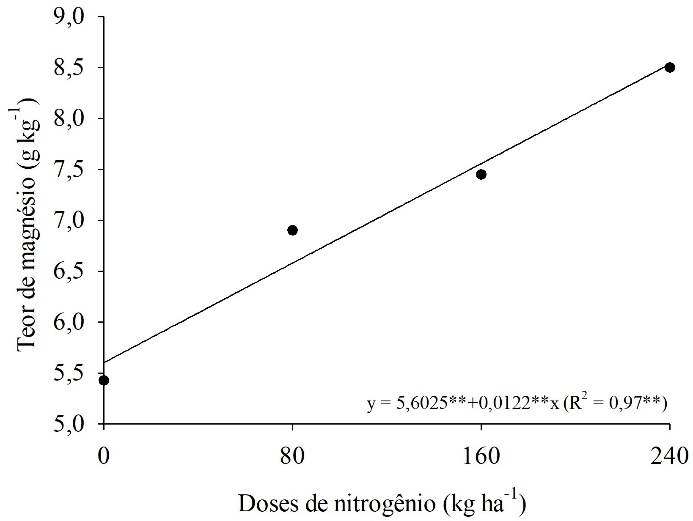 9,0
8,5
8,0
7,5
7,0
6,5
6,0
5,5
5,0
Teor de magnésio (g kg⁻¹)
y = 5,6025**+0,0122**x (R² = 0,97**)
0 80 160 240
Doses de nitrogênio (kg ha⁻¹)